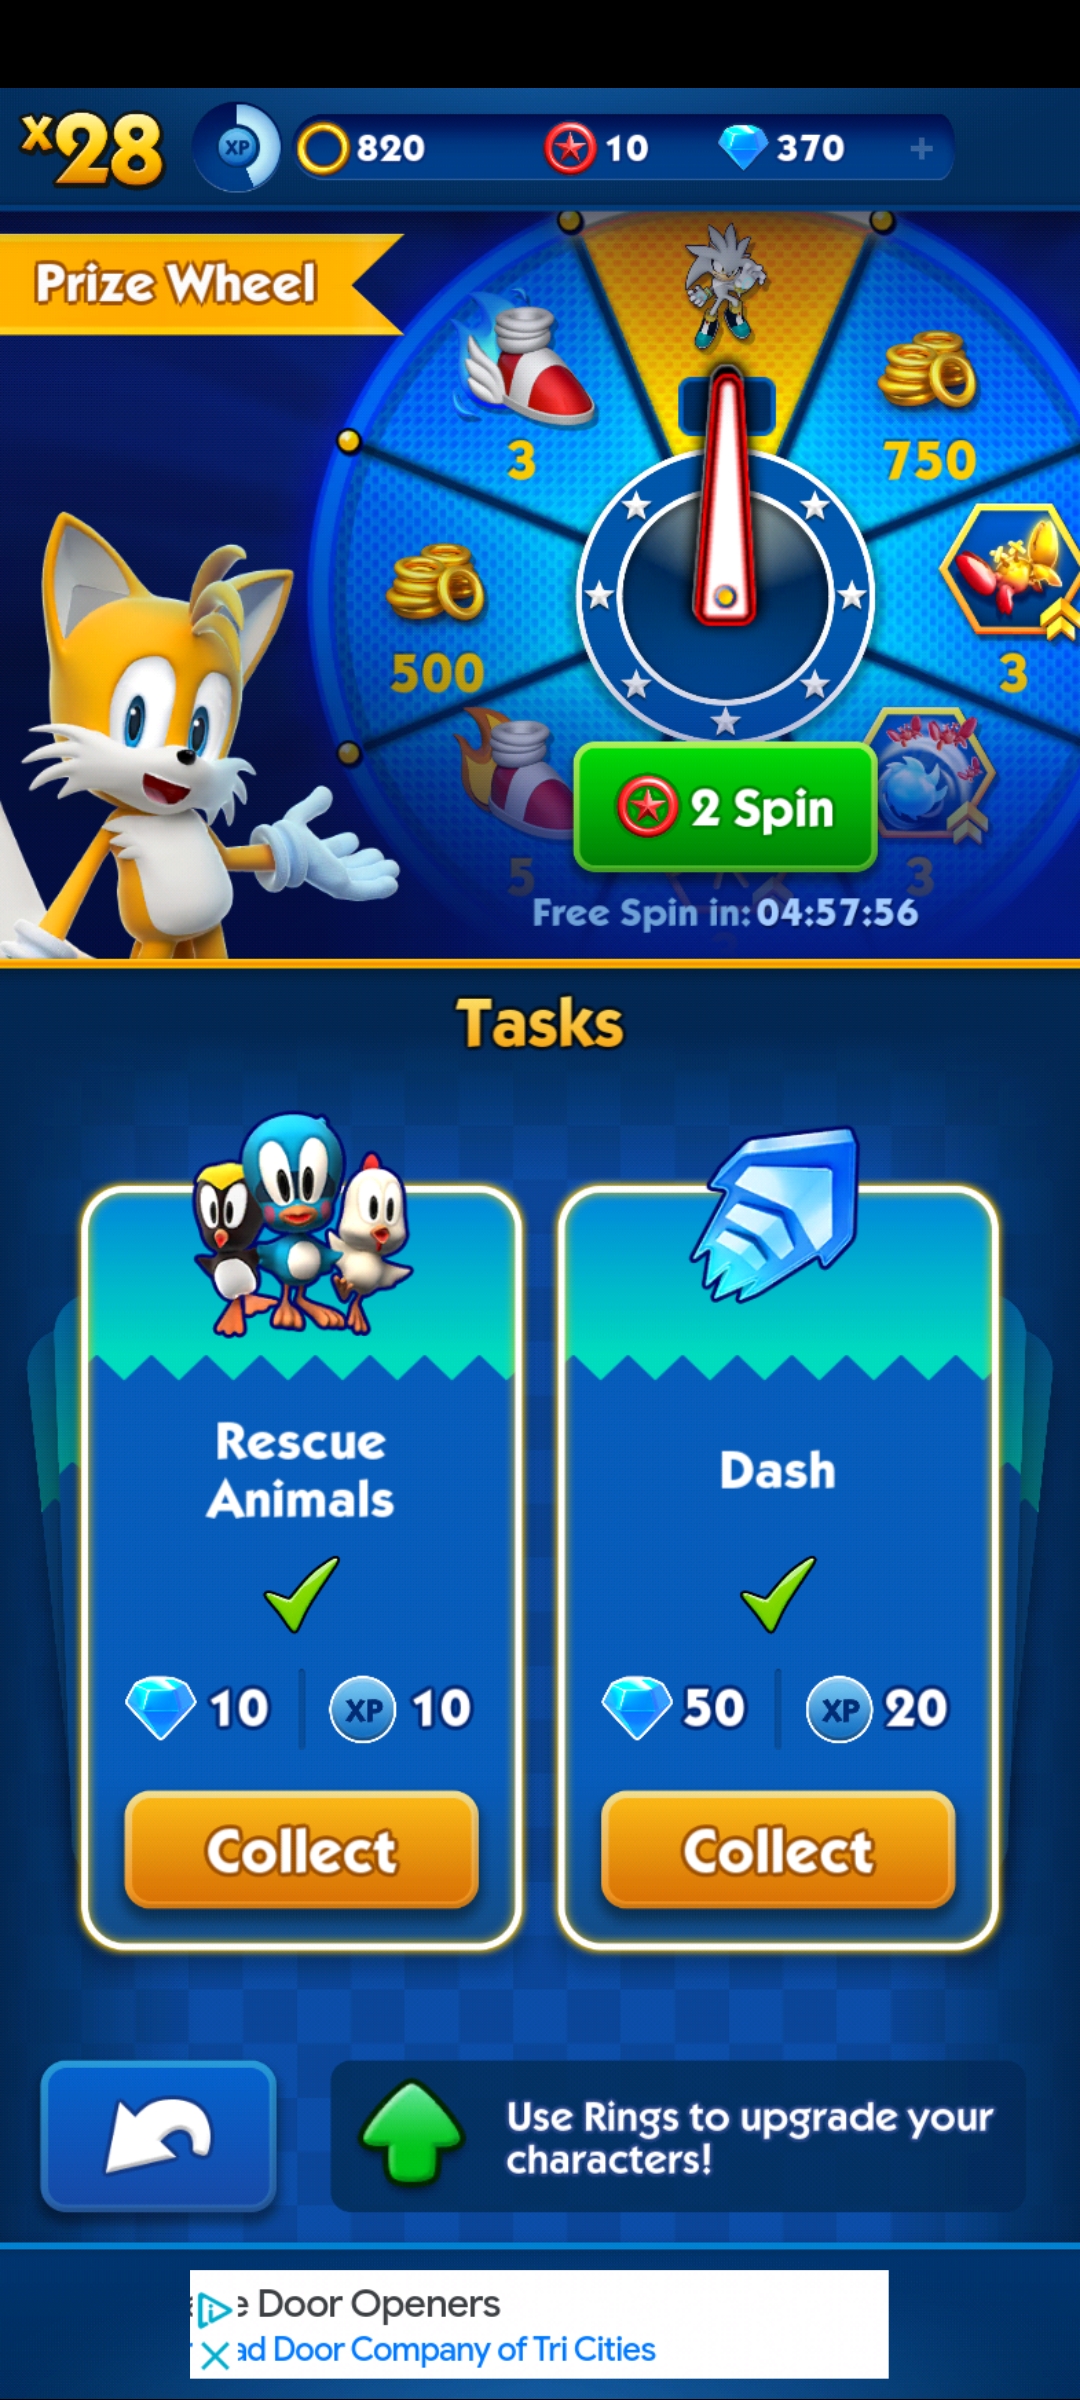 x28
XP
820
10
370
+
Prize Wheel
3
750
500
3
2 Spin
5
3
Free Spin in: 04:57:56
Tasks
Rescue
Animals
Dash
10
XP 10
50
XP 20
Collect
Collect
Use Rings to upgrade your
characters!
e Door Openers
ad Door Company of Tri Cities